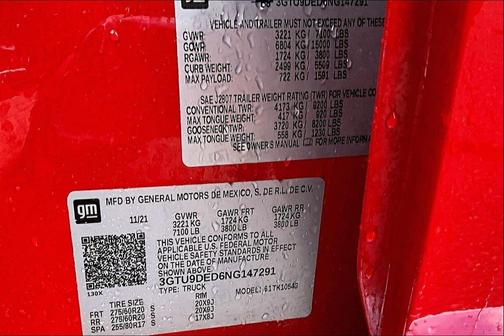 3GTU9DED6NG147291
VEHICLE AND TRAILER MUST NOT EXCEED ANY OF THESE
GVWR: 3221 KG / 7100 LBS
GCWR: 6804 KG / 15000 LBS
RGAWR: 1724 KG / 3800 LBS
CURB WEIGHT: 2499 KG / 5509 LBS
MAX PAYLOAD: 722 KG / 1591 LBS
SAE J2807 TRAILER WEIGHT RATING (TWR) FOR VEHICLE CO
CONVENTIONAL TWR: 4173 KG / 9200 LBS
MAX TONGUE WEIGHT: 417 KG / 920 LBS
GOOSENECK TWR: 3720 KG / 8200 LBS
MAX TONGUE WEIGHT: 558 KG / 1230 LBS
SEE OWNER'S MANUAL FOR MORE INFORM
gm
MFD BY GENERAL MOTORS DE MEXICO, S. DE R.L. DE C.V.
11/21 GVWR GAWR FRT GAWR RR
3221 KG 1724 KG 1724 KG
7100 LB 3800 LB 3800 LB
THIS VEHICLE CONFORMS TO ALL
APPLICABLE U.S. FEDERAL MOTOR
VEHICLE SAFETY STANDARDS IN EFFECT
ON THE DATE OF MANUFACTURE
SHOWN ABOVE.
3GTU9DED6NG147291
130X TYPE: TRUCK MODEL:
TIRE SIZE RIM
FRT 275/60R20 S 20X9J
RR 275/60R20 S 20X9J
SPA 255/80R17 S 17X8J